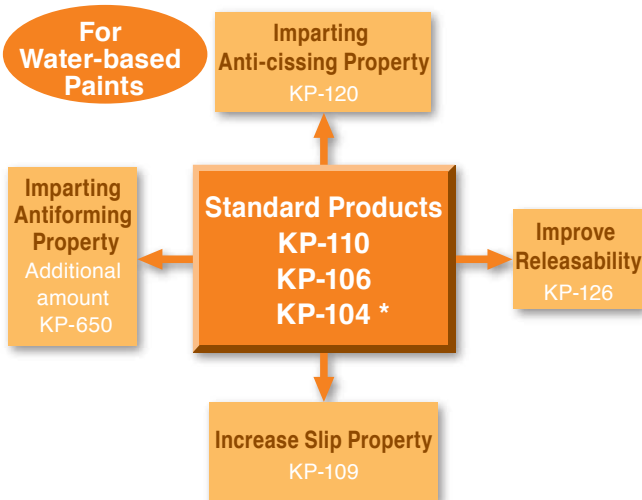 For
Water-based
Paints
Imparting
Anti-cissing Property
KP-120
Imparting
Antiforming
Property
Additional
amount
KP-650
Standard Products
KP-110
KP-106
KP-104 *
Improve
Releasability
KP-126
Increase Slip Property
KP-109